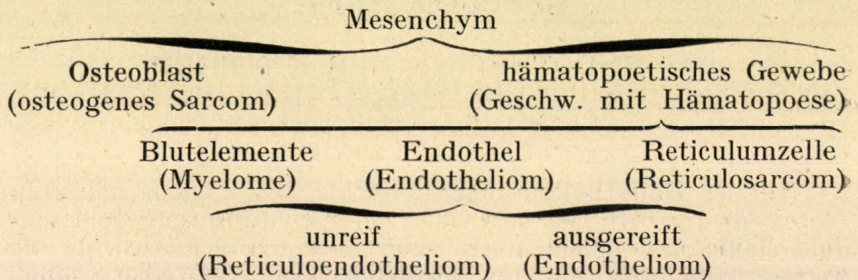 Mesenchym
Osteoblast hämatopoetisches Gewebe
(osteogenes Sarcom) (Geschw. mit Hämatopoese)
Blutelemente Endothel Reticulumzelle
(Myelome) (Endotheliom) (Reticulosarcom)
unreif ausgereift
(Reticuloendotheliom) (Endotheliom)